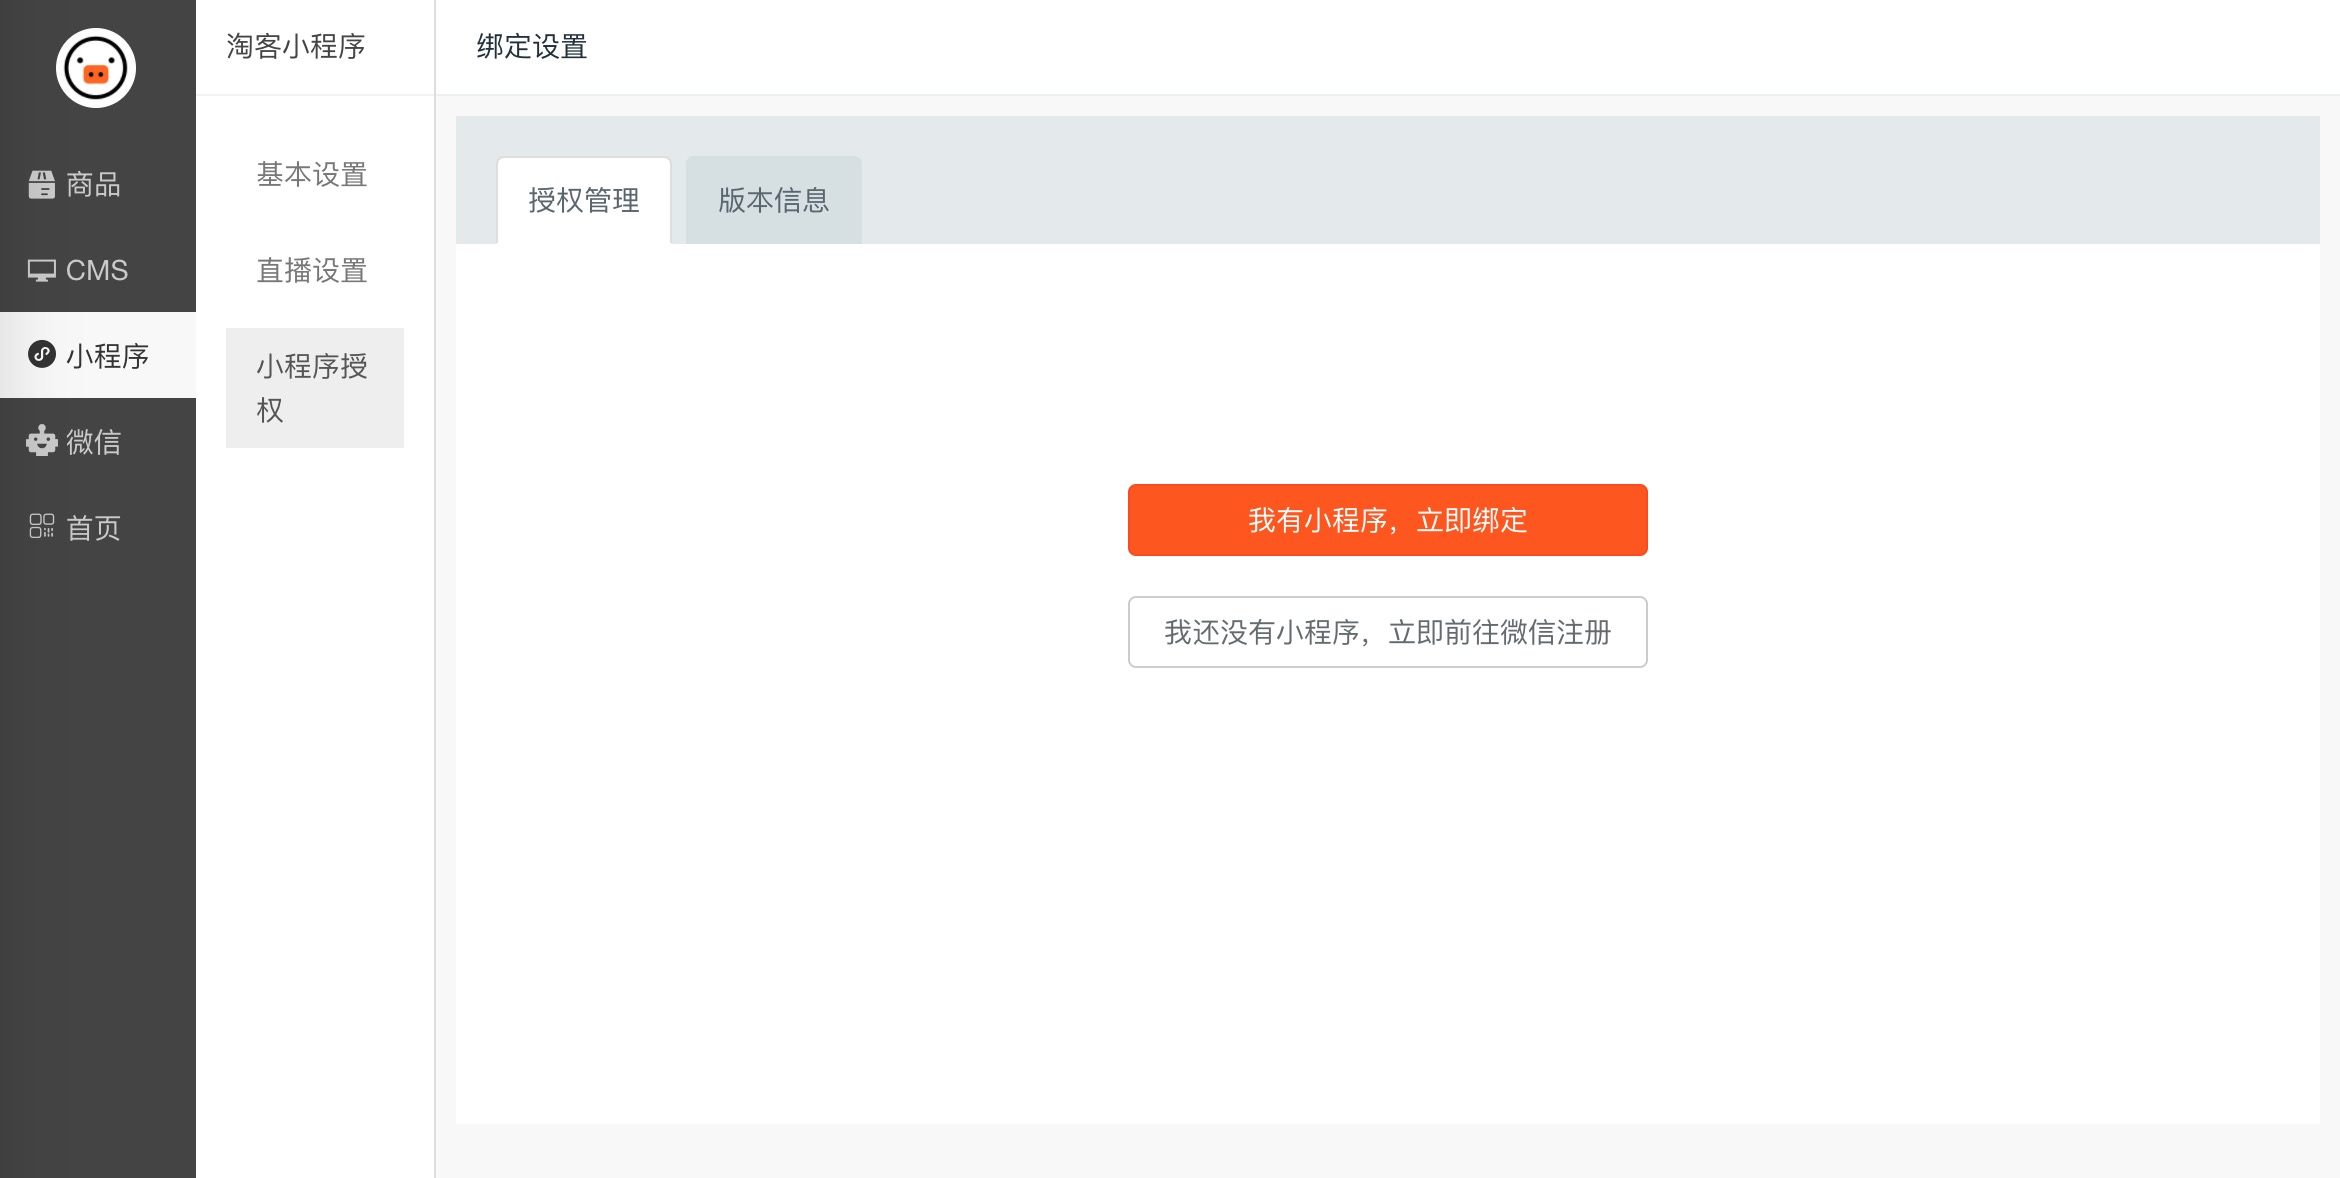 商品
CMS
小程序
微信
首页
淘客小程序
基本设置
直播设置
小程序授
权
绑定设置
授权管理
版本信息
我有小程序，立即绑定
我还没有小程序，立即前往微信注册